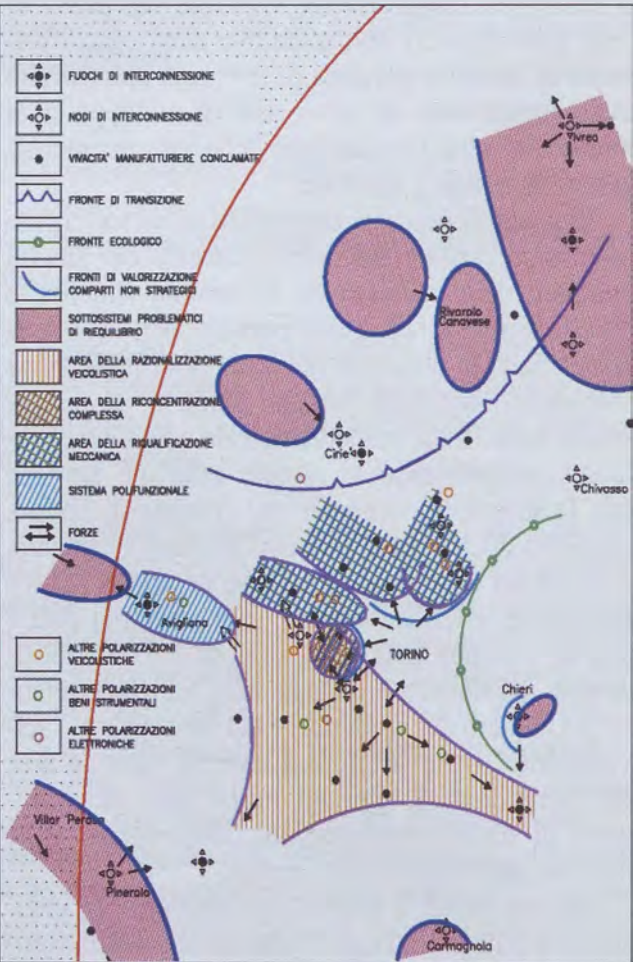 FUOCHI DI INTERCONNESSIONE
NODI DI INTERCONNESSIONE
VIVACITA' MANUFATTURIERE CONCLAMATE
FRONTE DI TRANSIZIONE
FRONTE ECOLOGICO
FRONTI DI VALORIZZAZIONE
COMPARTI NON STRATEGICI
SOTTOSISTEMI PROBLEMATICI
DI RIEQUILIBRIO
AREA DELLA RAZIONALIZZAZIONE
VEICOLISTICA
AREA DELLA RICONCENTRAZIONE
COMPLESSA
AREA DELLA RIQUALIFICAZIONE
MECCANICA
SISTEMA POLIFUNZIONALE
FORZE
ALTRE POLARIZZAZIONI
VEICOLISTICHE
ALTRE POLARIZZAZIONI
BENI STRUMENTALI
ALTRE POLARIZZAZIONI
ELETTRONICHE
Ivrea
Rivarolo
Canavese
Cirie'
Chivasso
Avigliana
TORINO
Chieri
Villar Perosa
Pinerolo
Carmagnola